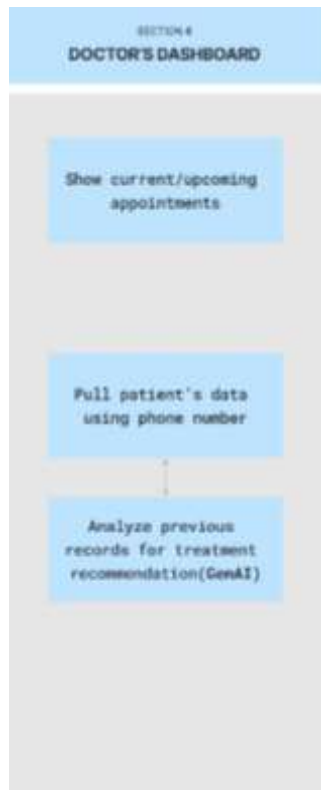 SECTION
DOCTOR'S DASHBOARD
Show current/upcoming
appointments
Pull patient's data
using phone number
Analyze previous
records for treatment
recommendation(GenAI)